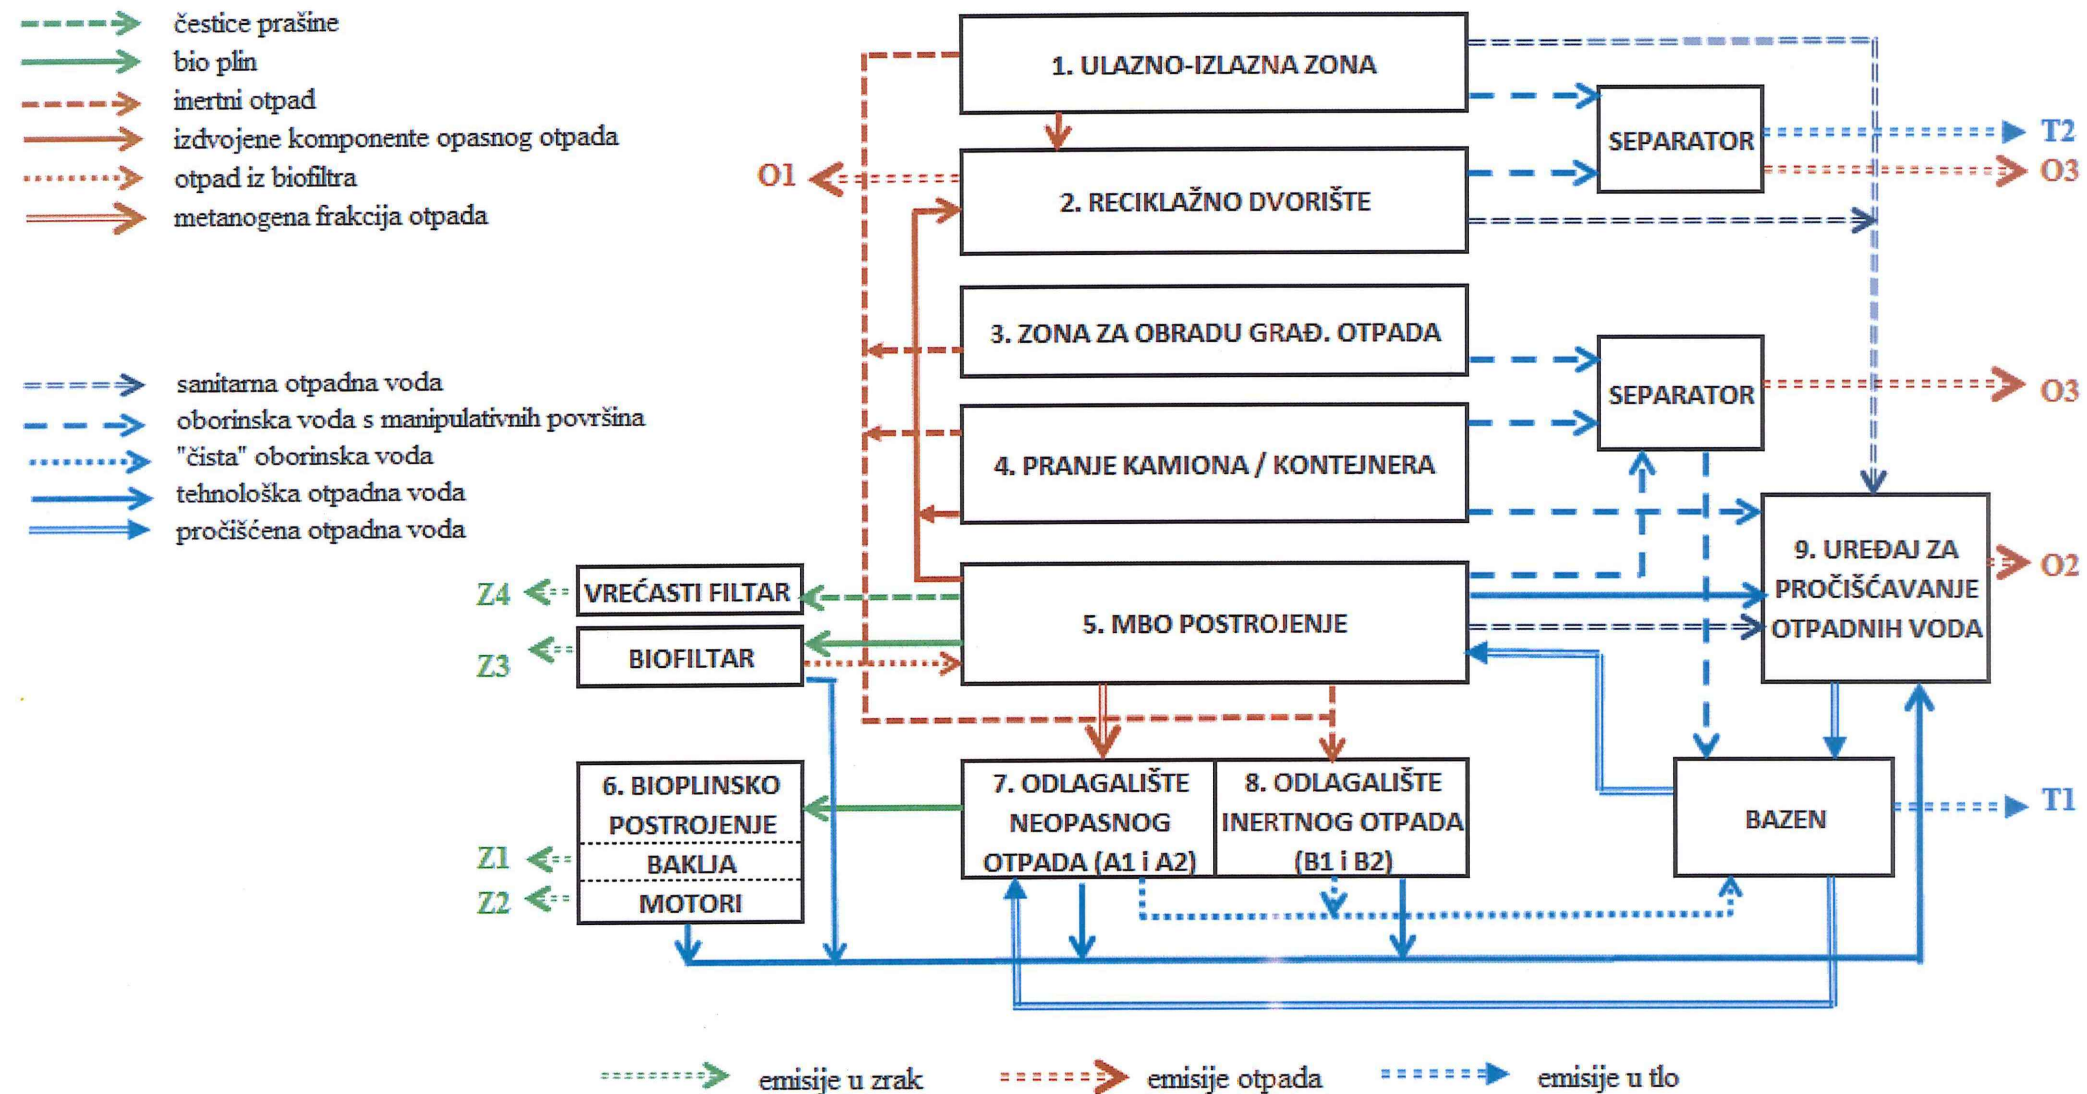 čestice prašine
bio plin
inertni otpad
izdvojene komponente opasnog otpada
otpad iz biofiltra
metanogena frakcija otpada
sanitarna otpadna voda
oborinska voda s manipulativnih površina
"čista" oborinska voda
tehnološka otpadna voda
pročišćena otpadna voda
1. ULAZNO-IZLAZNA ZONA
SEPARATOR
T2
O3
O1
2. RECIKLAŽNO DVORIŠTE
3. ZONA ZA OBRADU GRAĐ. OTPADA
SEPARATOR
O3
4. PRANJE KAMIONA / KONTEJNERA
9. UREĐAJ ZA
PROČIŠĆAVANJE
OTPADNIH VODA
O2
Z4
VREĆASTI FILTAR
5. MBO POSTROJENJE
Z3
BIOFILTAR
6. BIOPLINSKO
POSTROJENJE
Z1
BAKLJA
Z2
MOTORI
7. ODLAGALIŠTE
NEOPASNOG
OTPADA (A1 i A2)
8. ODLAGALIŠTE
INERTNOG OTPADA
(B1 i B2)
BAZEN
T1
emisije u zrak
emisije otpada
emisije u tlo